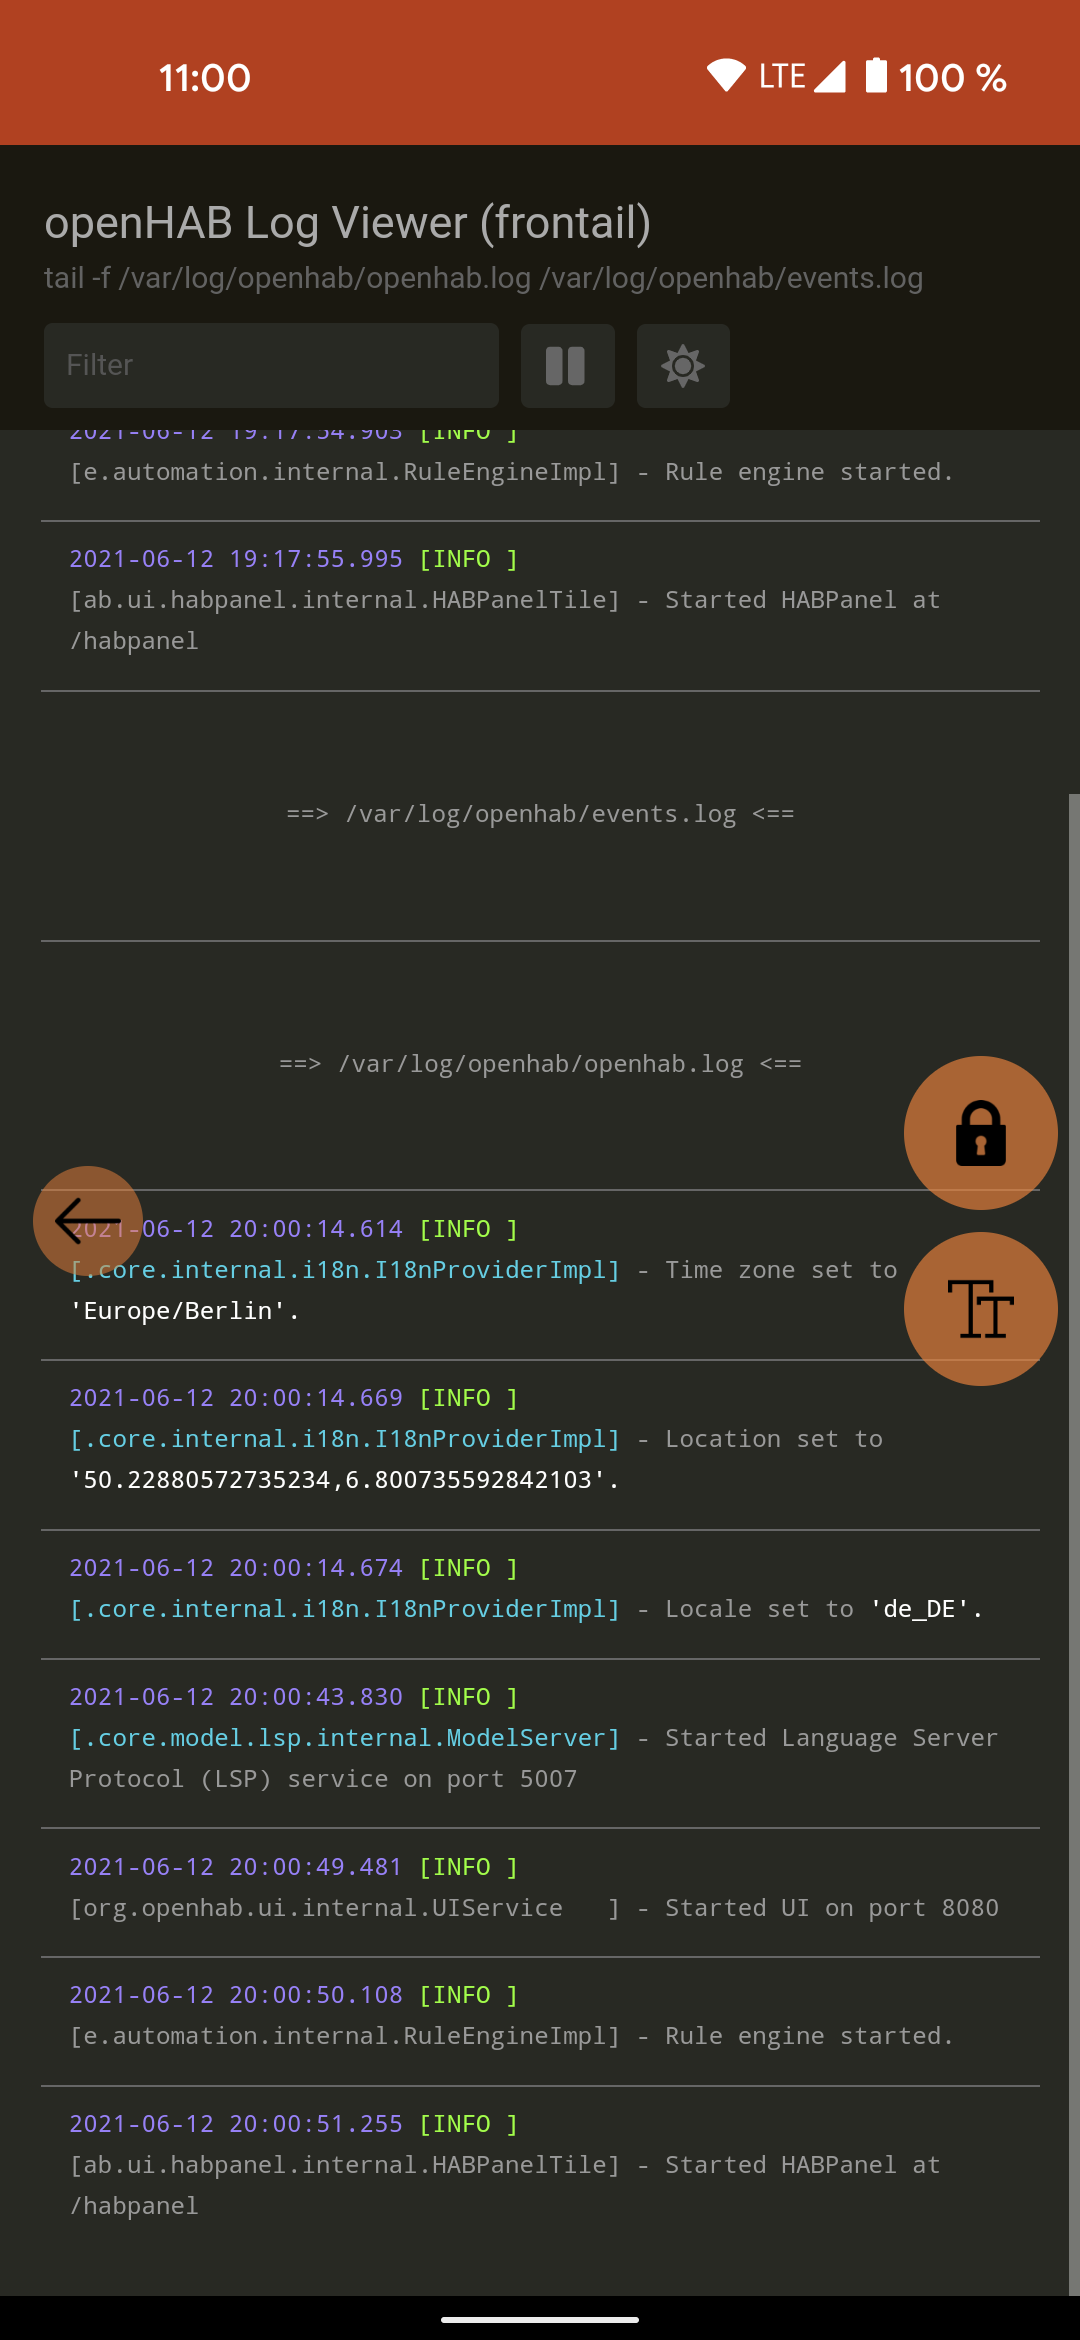 11:00 LTE 100 %
openHAB Log Viewer (frontail)
tail -f /var/log/openhab/openhab.log /var/log/openhab/events.log
Filter
2021-06-12 19:17:54.903 [INFO ]
[e.automation.internal.RuleEngineImpl] - Rule engine started.
2021-06-12 19:17:55.995 [INFO ]
[ab.ui.habpanel.internal.HABPanelTile] - Started HABPanel at
/habpanel
==> /var/log/openhab/events.log <==
==> /var/log/openhab/openhab.log <==
2021-06-12 20:00:14.614 [INFO ]
[.core.internal.i18n.I18nProviderImpl] - Time zone set to
'Europe/Berlin'.
2021-06-12 20:00:14.669 [INFO ]
[.core.internal.i18n.I18nProviderImpl] - Location set to
'50.22880572735234,6.800735592842103'.
2021-06-12 20:00:14.674 [INFO ]
[.core.internal.i18n.I18nProviderImpl] - Locale set to 'de_DE'.
2021-06-12 20:00:43.830 [INFO ]
[.core.model.lsp.internal.ModelServer] - Started Language Server
Protocol (LSP) service on port 5007
2021-06-12 20:00:49.481 [INFO ]
[org.openhab.ui.internal.UIService   ] - Started UI on port 8080
2021-06-12 20:00:50.108 [INFO ]
[e.automation.internal.RuleEngineImpl] - Rule engine started.
2021-06-12 20:00:51.255 [INFO ]
[ab.ui.habpanel.internal.HABPanelTile] - Started HABPanel at
/habpanel